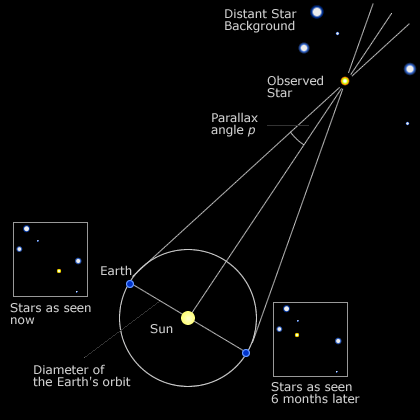 Distant Star
Background
Observed
Star
Parallax
angle p
Earth
Sun
Stars as seen
now
Diameter of
the Earth's orbit
Stars as seen
6 months later